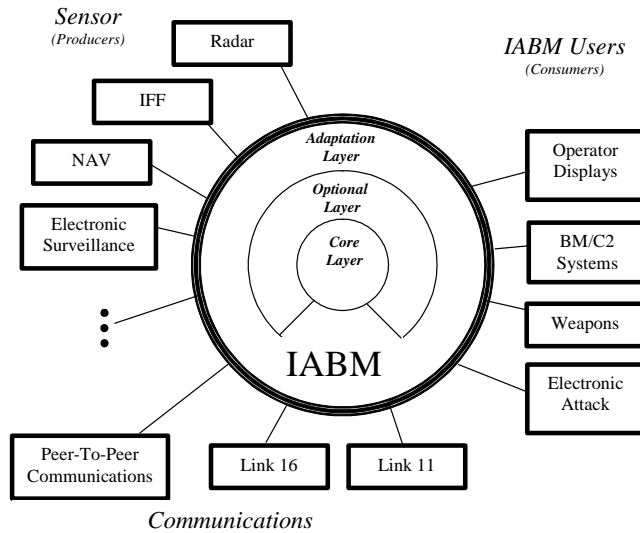 Sensor
(Producers)
Radar
IABM Users
(Consumers)
IFF
NAV
Electronic
Surveillance
Adaptation
Layer
Optional
Layer
Core
Layer
IABM
Operator
Displays
BM/C2
Systems
Weapons
Electronic
Attack
Peer-To-Peer
Communications
Link 16
Link 11
Communications